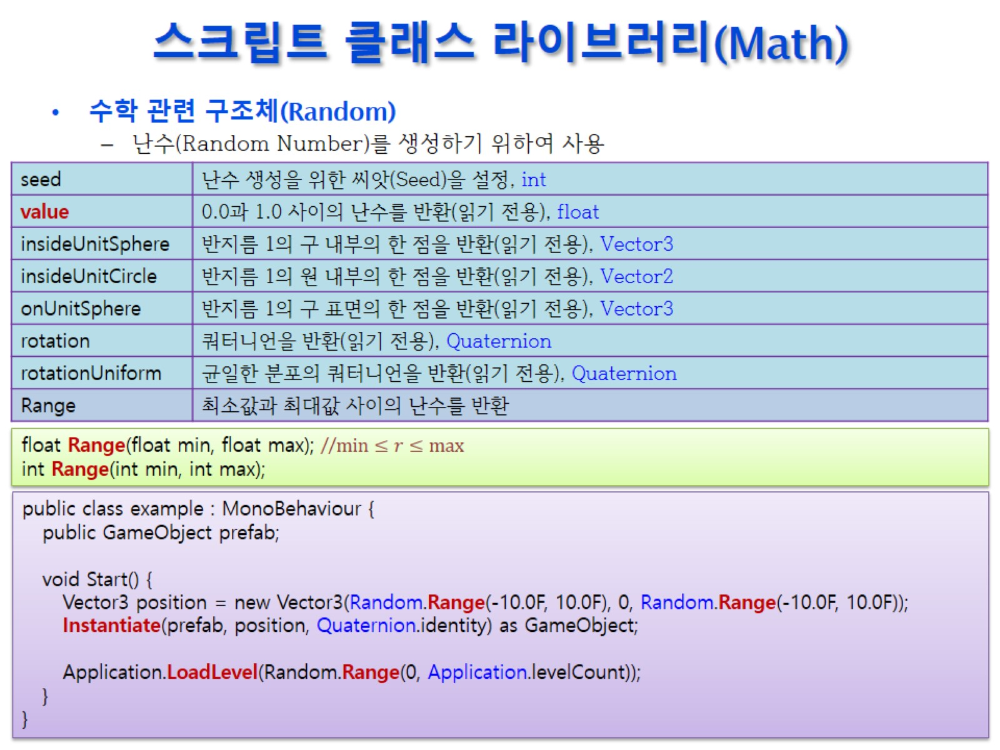 스크립트 클래스 라이브러리(Math)
• 수학 관련 구조체(Random)
– 난수(Random Number)를 생성하기 위하여 사용
seed 난수 생성을 위한 씨앗(Seed)을 설정, int
value 0.0과 1.0 사이의 난수를 반환(읽기 전용), float
insideUnitSphere 반지름 1의 구 내부의 한 점을 반환(읽기 전용), Vector3
insideUnitCircle 반지름 1의 원 내부의 한 점을 반환(읽기 전용), Vector2
onUnitSphere 반지름 1의 구 표면의 한 점을 반환(읽기 전용), Vector3
rotation 쿼터니언을 반환(읽기 전용), Quaternion
rotationUniform 균일한 분포의 쿼터니언을 반환(읽기 전용), Quaternion
Range 최소값과 최대값 사이의 난수를 반환
float Range(float min, float max); //min ≤ r ≤ max
int Range(int min, int max);
public class example : MonoBehaviour {
public GameObject prefab;
void Start() {
Vector3 position = new Vector3(Random.Range(-10.0F, 10.0F), 0, Random.Range(-10.0F, 10.0F));
Instantiate(prefab, position, Quaternion.identity) as GameObject;
Application.LoadLevel(Random.Range(0, Application.levelCount));
}
}